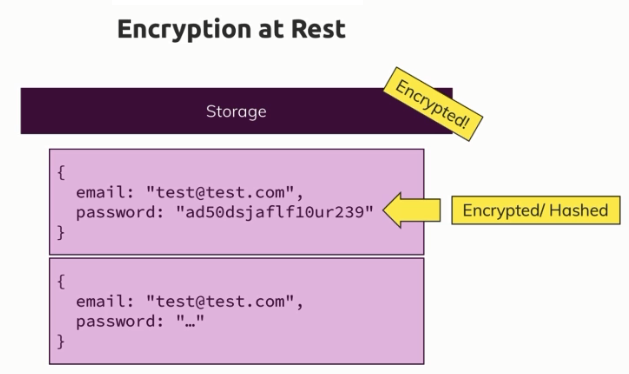 Encryption at Rest
Storage
Encrypted!
{
email: "test@test.com",
password: "ad50dsjaflf10ur239"
}
Encrypted/ Hashed
{
email: "test@test.com",
password: "…"
}